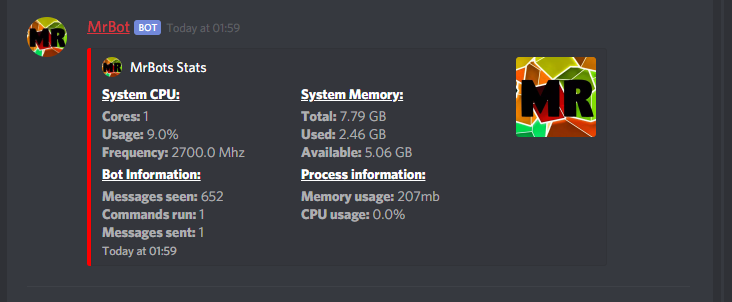 MR
MrBot BOT Today at 01:59
MR MrBots Stats
MR
System CPU:
Cores: 1
Usage: 9.0%
Frequency: 2700.0 Mhz
System Memory:
Total: 7.79 GB
Used: 2.46 GB
Available: 5.06 GB
Bot Information:
Messages seen: 652
Commands run: 1
Messages sent: 1
Process information:
Memory usage: 207mb
CPU usage: 0.0%
Today at 01:59